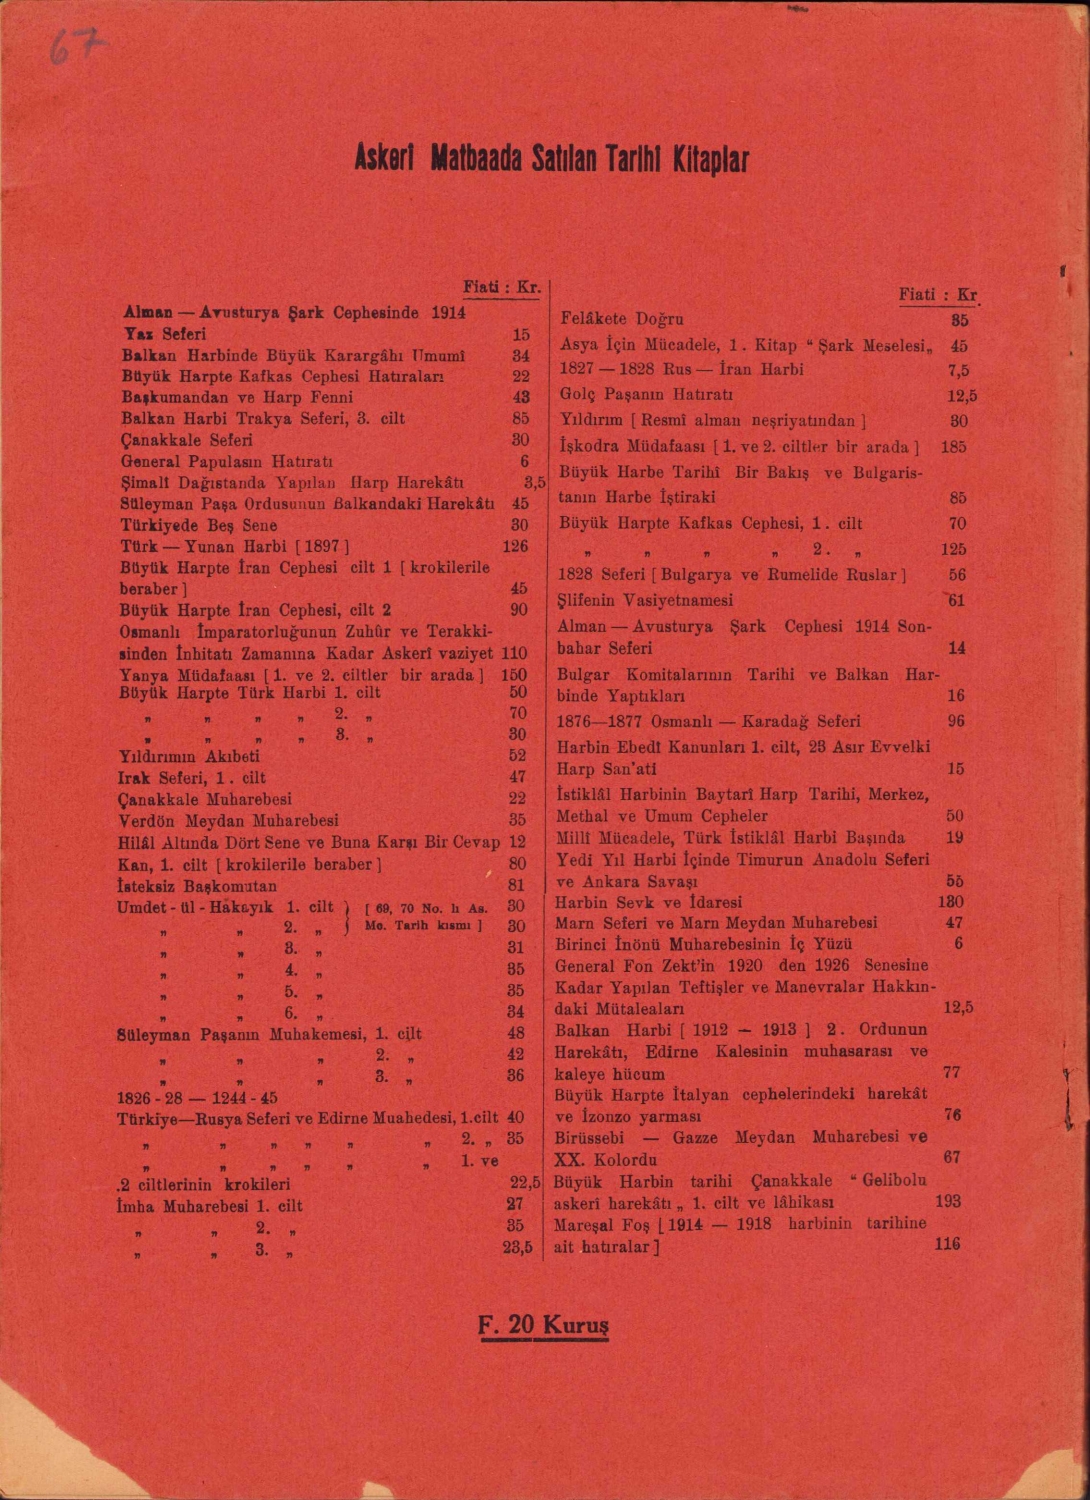 67
Askerî Matbaada Satılan Tarihî Kitaplar
Fiati : Kr.
Alman — Avusturya Şark Cephesinde 1914
Yaz Seferi 15
Balkan Harbinde Büyük Karargâhı Umumî 34
Büyük Harpte Kafkas Cephesi Hatıraları 22
Başkumandan ve Harp Fenni 43
Balkan Harbi Trakya Seferi, 3. cilt 85
Çanakkale Seferi 30
General Papulasın Hatıratı 6
Şimalî Dağıstanda Yapılan Harp Harekâtı 3,5
Süleyman Paşa Ordusunun Balkandaki Harekâtı 45
Türkiyede Beş Sene 30
Türk — Yunan Harbi [ 1897 ] 126
Büyük Harpte İran Cephesi cilt 1 [ krokilerile
beraber ] 45
Büyük Harpte İran Cephesi, cilt 2 90
Osmanlı İmparatorluğunun Zuhûr ve Terakki-
sinden İnhitatı Zamanına Kadar Askerî vaziyet 110
Yanya Müdafaası [ 1. ve 2. ciltler bir arada ] 150
Büyük Harpte Türk Harbi 1. cilt 50
„ „ „ „ 2. „ 70
„ „ „ „ 3. „ 30
Yıldırımın Akıbeti 52
Irak Seferi, 1. cilt 47
Çanakkale Muharebesi 22
Verdön Meydan Muharebesi 35
Hilâl Altında Dört Sene ve Buna Karşı Bir Cevap 12
Kan, 1. cilt [ krokilerile beraber ] 80
İsteksiz Başkomutan 81
Umdet - ül - Hakayık 1. cilt } [ 69, 70 No. lı As. 30
„ „ 2. „ } Me. Tarih kısmı ] 30
„ „ 3. „ 31
„ „ 4. „ 35
„ „ 5. „ 35
„ „ 6. „ 34
Süleyman Paşanın Muhakemesi, 1. cilt 48
„ „ „ 2. „ 42
„ „ „ 3. „ 36
1826 - 28 — 1244 - 45
Türkiye—Rusya Seferi ve Edirne Muahedesi, 1.cilt 40
„ „ „ „ „ „ 2. „ 35
„ „ „ „ „ „ 1. ve
.2 ciltlerinin krokileri 22,5
İmha Muharebesi 1. cilt 27
„ „ 2. „ 35
„ „ 3. „ 23,5
Fiati : Kr.
Felâkete Doğru 35
Asya İçin Mücadele, 1. Kitap “ Şark Meselesi„ 45
1827 — 1828 Rus — İran Harbi 7,5
Golç Paşanın Hatıratı 12,5
Yıldırım [ Resmî alman neşriyatından ] 30
İşkodra Müdafaası [ 1. ve 2. ciltler bir arada ] 185
Büyük Harbe Tarihî Bir Bakış ve Bulgaris-
tanın Harbe İştiraki 85
Büyük Harpte Kafkas Cephesi, 1. cilt 70
„ „ „ „ 2. „ 125
1828 Seferi [ Bulgarya ve Rumelide Ruslar ] 56
Şlifenin Vasiyetnamesi 61
Alman — Avusturya Şark Cephesi 1914 Son-
bahar Seferi 14
Bulgar Komitalarının Tarihi ve Balkan Har-
binde Yaptıkları 16
1876—1877 Osmanlı — Karadağ Seferi 96
Harbin Ebedî Kanunları 1. cilt, 23 Asır Evvelki
Harp San'ati 15
İstiklâl Harbinin Baytarî Harp Tarihi, Merkez,
Methal ve Umum Cepheler 50
Millî Mücadele, Türk İstiklâl Harbi Başında 19
Yedi Yıl Harbi İçinde Timurun Anadolu Seferi
ve Ankara Savaşı 55
Harbin Sevk ve İdaresi 130
Marn Seferi ve Marn Meydan Muharebesi 47
Birinci İnönü Muharebesinin İç Yüzü 6
General Fon Zekt'in 1920 den 1926 Senesine
Kadar Yapılan Teftişler ve Manevralar Hakkın-
daki Mütaleaları 12,5
Balkan Harbi [ 1912 — 1913 ] 2. Ordunun
Harekâtı, Edirne Kalesinin muhasarası ve
kaleye hücum 77
Büyük Harpte İtalyan cephelerindeki harekât
ve İzonzo yarması 76
Birüssebi — Gazze Meydan Muharebesi ve
XX. Kolordu 67
Büyük Harbin tarihi Çanakkale “ Gelibolu
askerî harekâtı „ 1. cilt ve lâhikası 193
Mareşal Foş [ 1914 — 1918 harbinin tarihine
ait hatıralar ] 116
F. 20 Kuruş